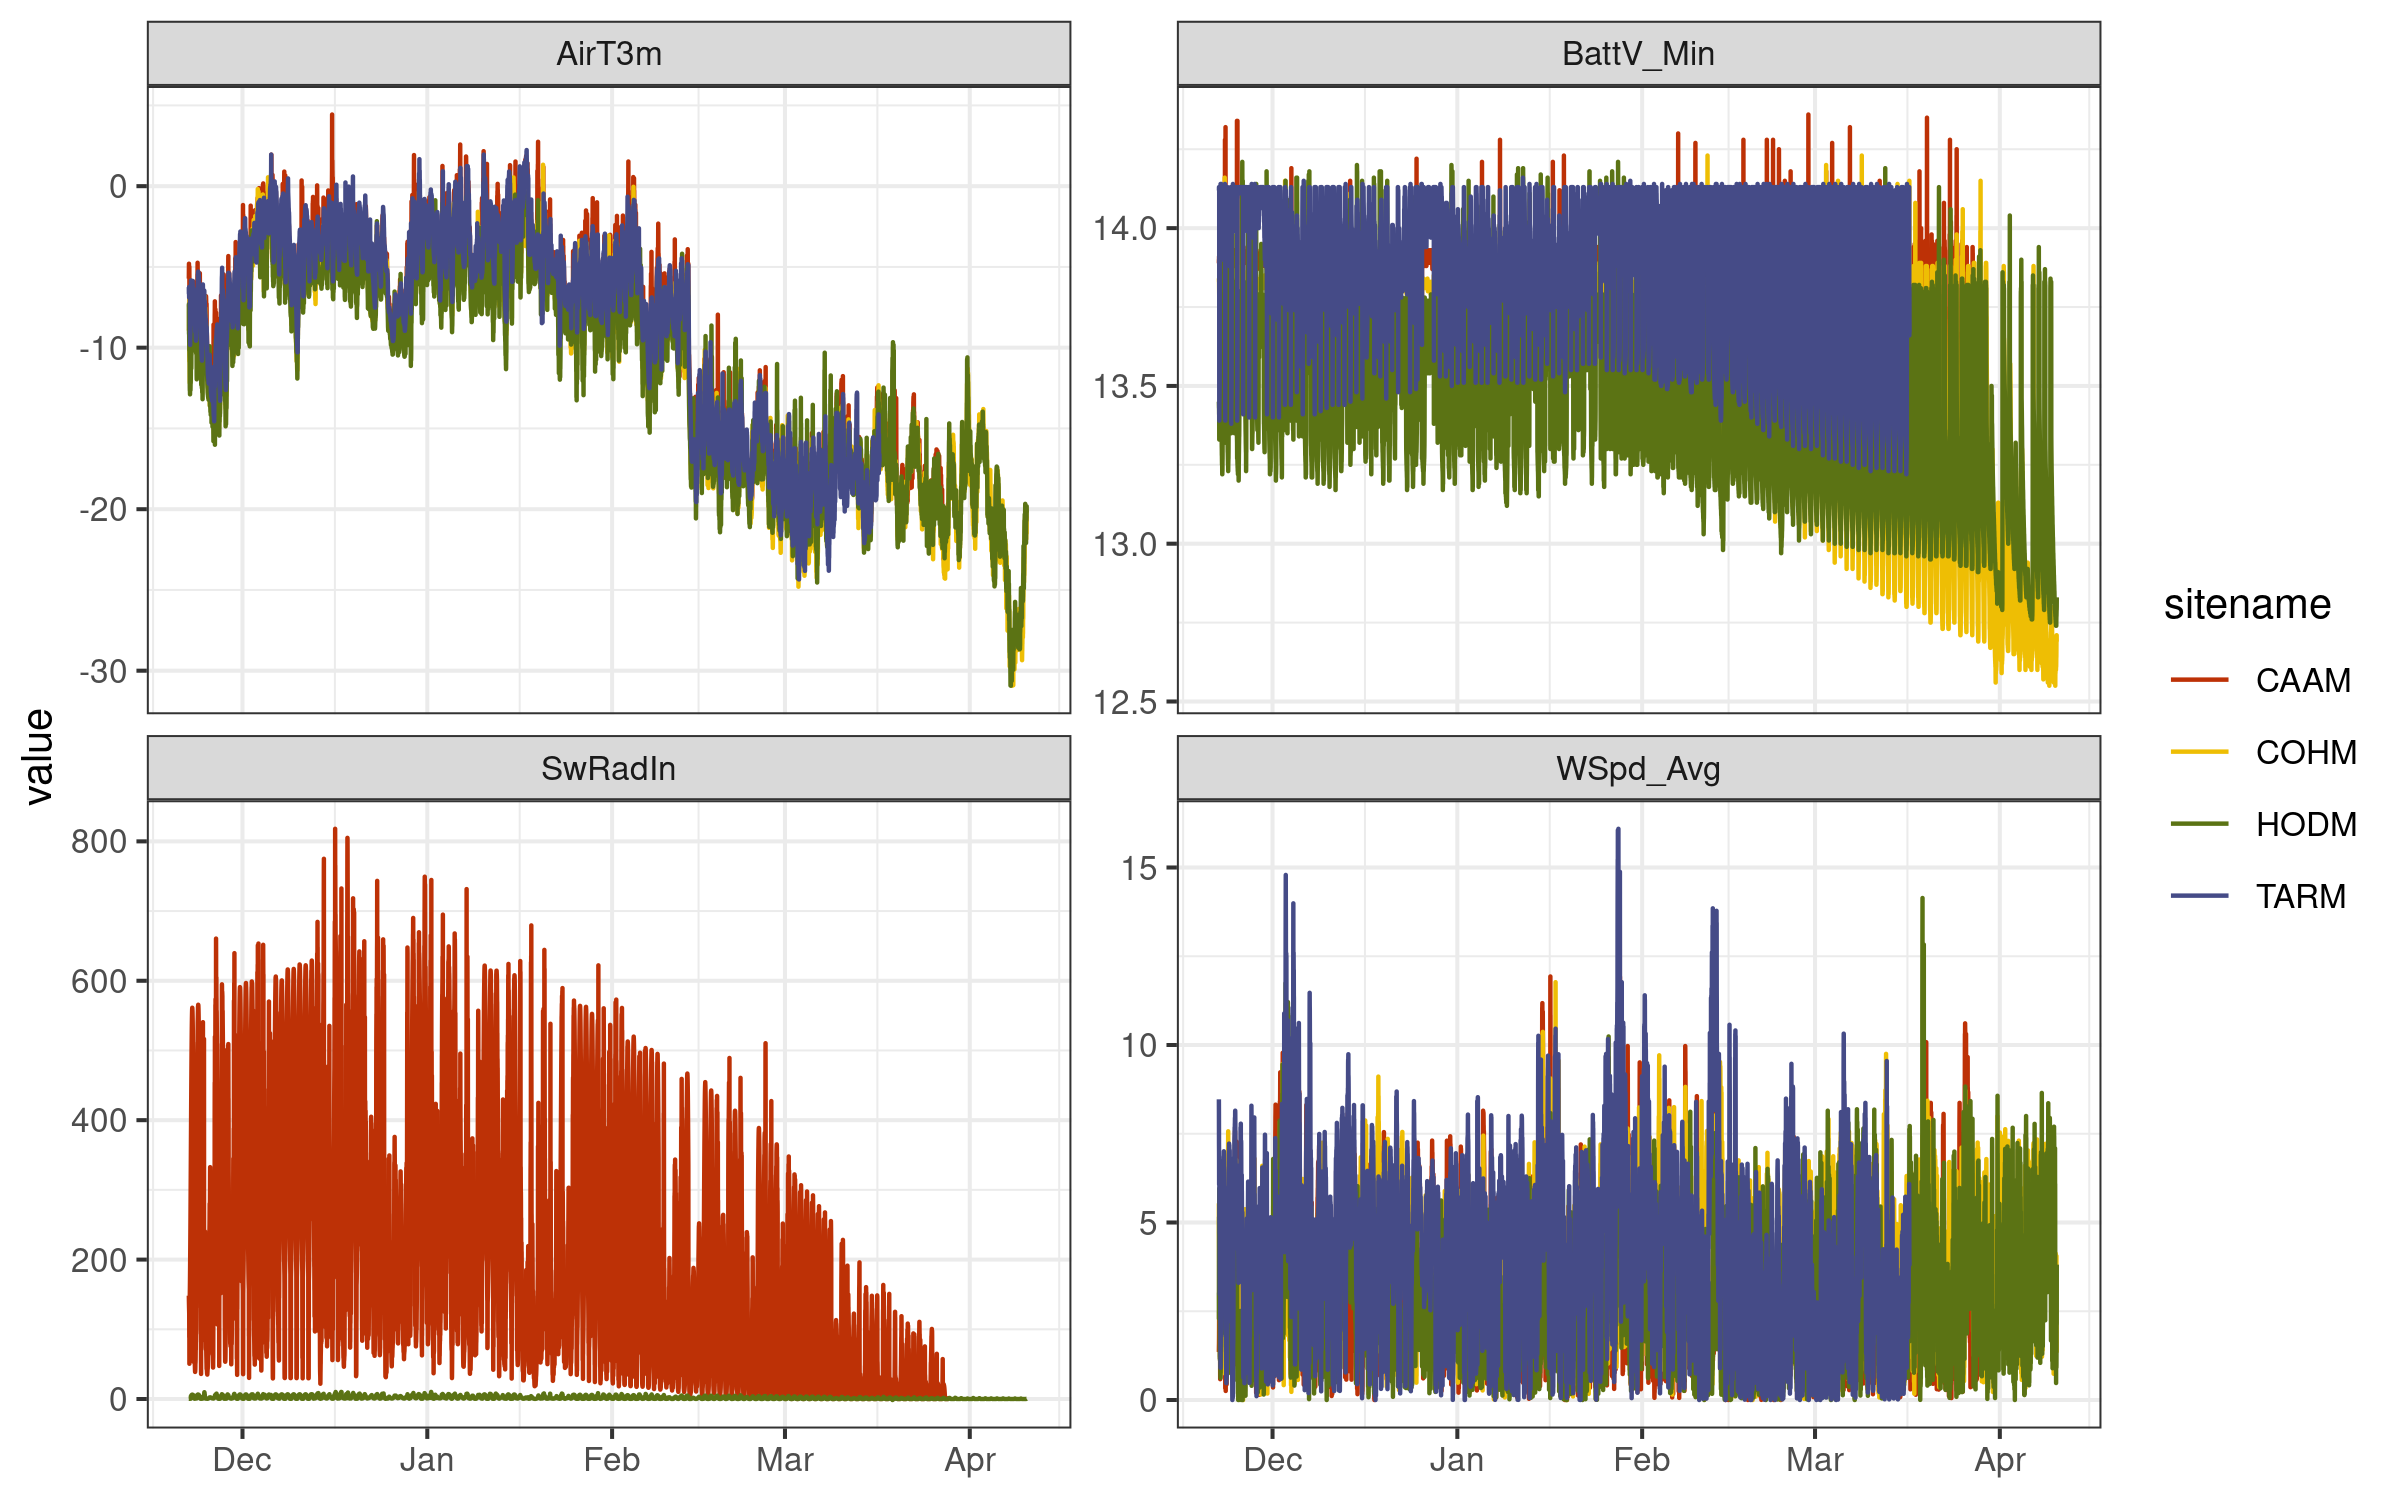 AirT3m
BattV_Min
0
-10
-20
-30
14.0
13.5
13.0
12.5
value
SwRadIn
WSpd_Avg
800
600
400
200
0
15
10
5
0
Dec Jan Feb Mar Apr
Dec Jan Feb Mar Apr
sitename
CAAM
COHM
HODM
TARM